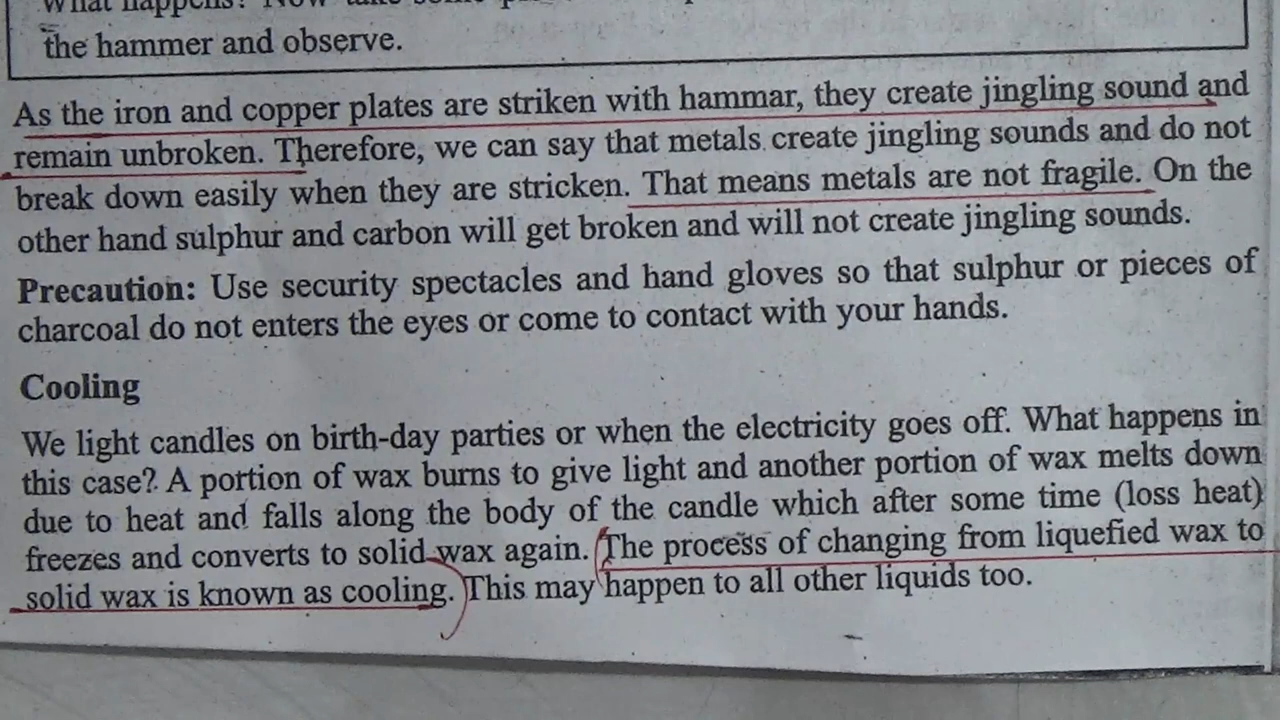 the hammer and observe.
As the iron and copper plates are striken with hammar, they create jingling sound and
remain unbroken. Therefore, we can say that metals create jingling sounds and do not
break down easily when they are stricken. That means metals are not fragile. On the
other hand sulphur and carbon will get broken and will not create jingling sounds.
Precaution: Use security spectacles and hand gloves so that sulphur or pieces of
charcoal do not enters the eyes or come to contact with your hands.
Cooling
We light candles on birth-day parties or when the electricity goes off. What happens in
this case? A portion of wax burns to give light and another portion of wax melts down
due to heat and falls along the body of the candle which after some time (loss heat)
freezes and converts to solid wax again. The process of changing from liquefied wax to
solid wax is known as cooling. This may happen to all other liquids too.